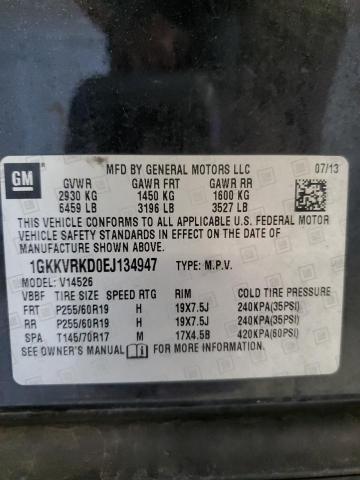 GM
MFD BY GENERAL MOTORS LLC 07/13
GVWR GAWR FRT GAWR RR
2930 KG 1450 KG 1600 KG
6459 LB 3196 LB 3527 LB
THIS VEHICLE CONFORMS TO ALL APPLICABLE U.S. FEDERAL MOTOR
VEHICLE SAFETY AND THEFT PREVENTION STANDARDS IN EFFECT ON THE DATE OF
MANUFACTURE SHOWN ABOVE.
1GKKVRKD0EJ134947 TYPE: M.P.V.
MODEL: V14526
VBBF TIRE SIZE SPEED RTG RIM COLD TIRE PRESSURE
FRT P255/60R19 H 19X7.5J 240KPA(35PSI)
RR P255/60R19 H 19X7.5J 240KPA(35PSI)
SPA T145/70R17 M 17X4.5B 420KPA(60PSI)
SEE OWNER'S MANUAL FOR MORE INFORMATION.